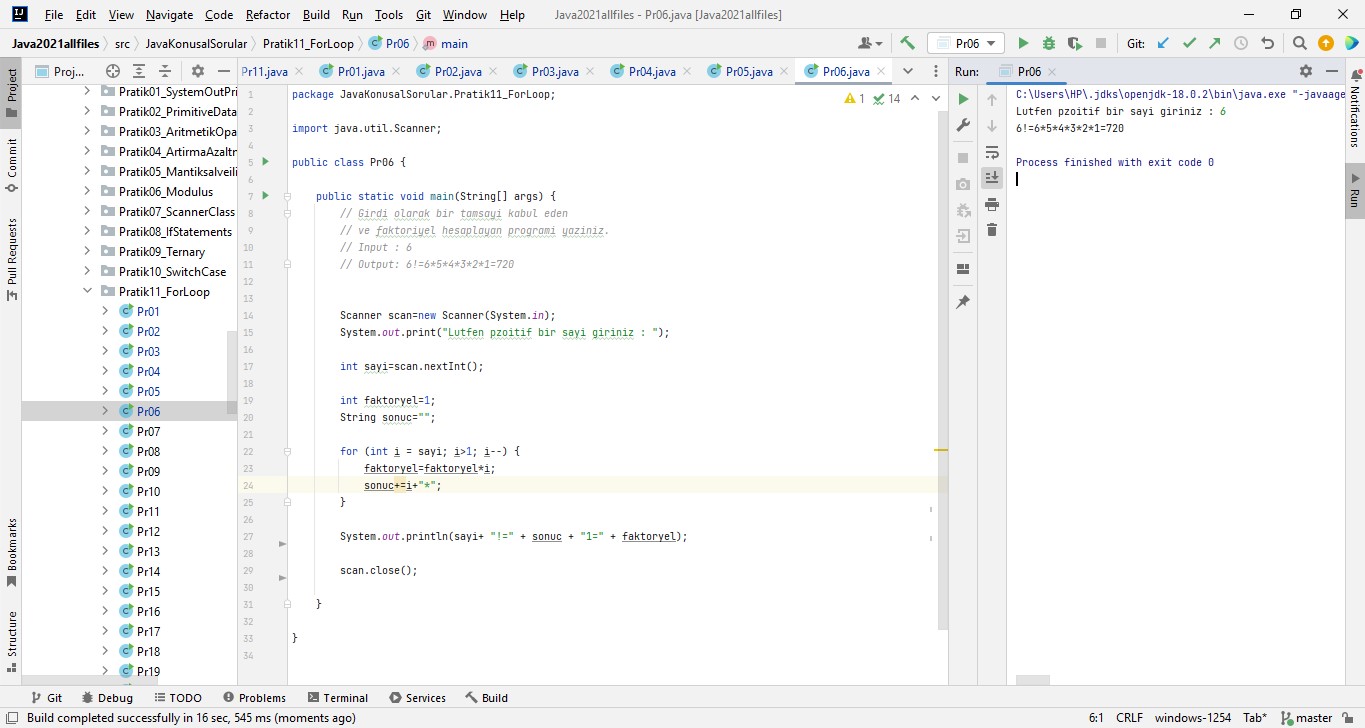 File Edit View Navigate Code Refactor Build Run Tools Git Window Help Java2021allfiles - Pr06.java [Java2021allfiles]
Java2021allfiles src JavaKonusalSorular Pratik11_ForLoop Pr06 main Pr06 Git:
Proj... Pr11.java Pr01.java Pr02.java Pr03.java Pr04.java Pr05.java Pr06.java Run: Pr06
Project
Commit
Pull Requests
Bookmarks
Structure
Pratik01_SystemOutPri
Pratik02_PrimitiveData
Pratik03_AritmetikOpa
Pratik04_ArtirmaAzaltr
Pratik05_Mantiksalveili
Pratik06_Modulus
Pratik07_ScannerClass
Pratik08_IfStatements
Pratik09_Ternary
Pratik10_SwitchCase
Pratik11_ForLoop
Pr01
Pr02
Pr03
Pr04
Pr05
Pr06
Pr07
Pr08
Pr09
Pr10
Pr11
Pr12
Pr13
Pr14
Pr15
Pr16
Pr17
Pr18
Pr19
1 package JavaKonusalSorular.Pratik11_ForLoop;
1 14
2
3 import java.util.Scanner;
4
5 public class Pr06 {
6
7 public static void main(String[] args) {
8 // Girdi olarak bir tamsayi kabul eden
9 // ve faktoriyel hesaplayan programi yaziniz.
10 // Input : 6
11 // Output: 6!=6*5*4*3*2*1=720
12
13
14 Scanner scan=new Scanner(System.in);
15 System.out.print("Lutfen pzoitif bir sayi giriniz : ");
16
17 int sayi=scan.nextInt();
18
19 int faktoryel=1;
20 String sonuc="";
21
22 for (int i = sayi; i>1; i--) {
23 faktoryel=faktoryel*i;
24 sonuc+=i+"*";
25 }
26
27 System.out.println(sayi+ "!=" + sonuc + "1=" + faktoryel);
28
29 scan.close();
30
31 }
32
33 }
34
C:\Users\HP\.jdks\openjdk-18.0.2\bin\java.exe "-javaage
Lutfen pzoitif bir sayi giriniz : 6
6!=6*5*4*3*2*1=720
Process finished with exit code 0
Notifications
Run
Git Debug TODO Problems Terminal Services Build
Build completed successfully in 16 sec, 545 ms (moments ago) 6:1 CRLF windows-1254 Tab* master